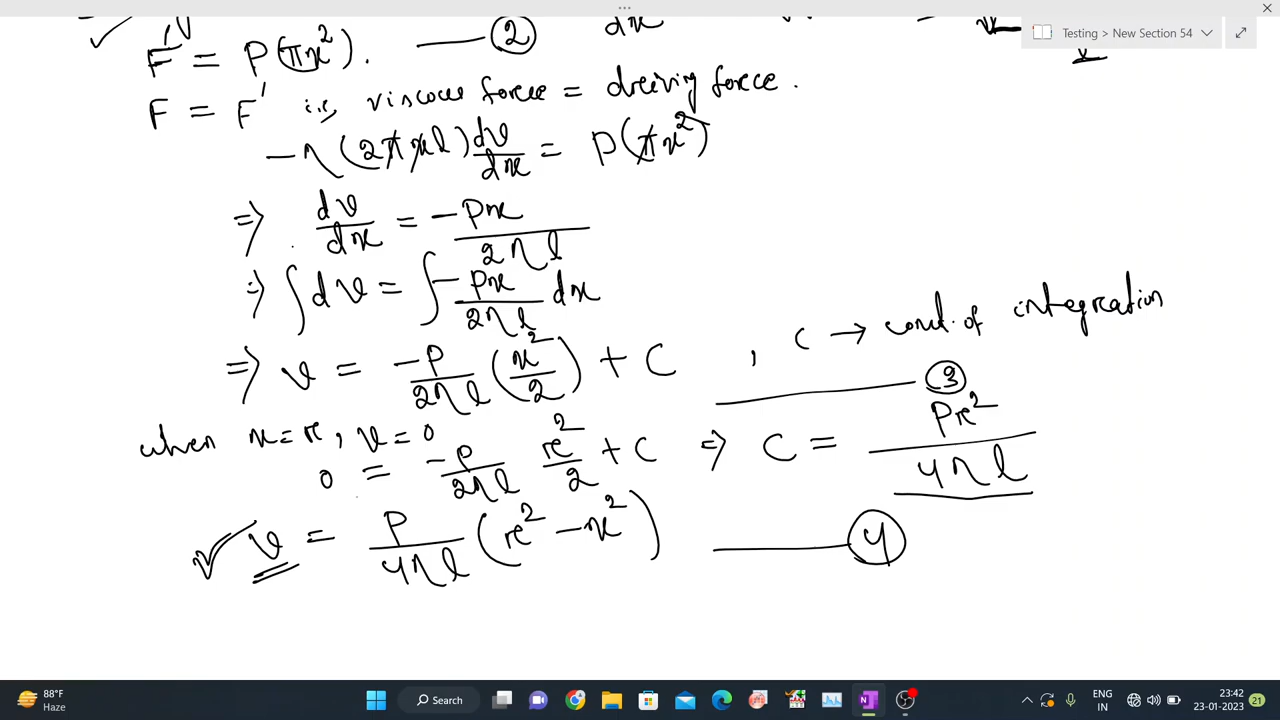 Testing > New Section 54
F' = P(πx²). —— ②
dx
F = F' i.e, viscous force = driving force.
-η(2πxl) dv/dx = P(πx²)
⇒ dv/dx = -Px/2ηl
⇒ ∫dv = ∫ -Px/2ηl dx
⇒ v = -P/2ηl (x²/2) + C , C → const. of integration
—— ③
when x=r, v=0
0 = -P/2ηl r²/2 + C ⇒ C = Pr²/4ηl
✓ v = P/4ηl (r² - x²) —— ④
88°F
Haze
Search
ENG
IN
23:42
23-01-2023
21